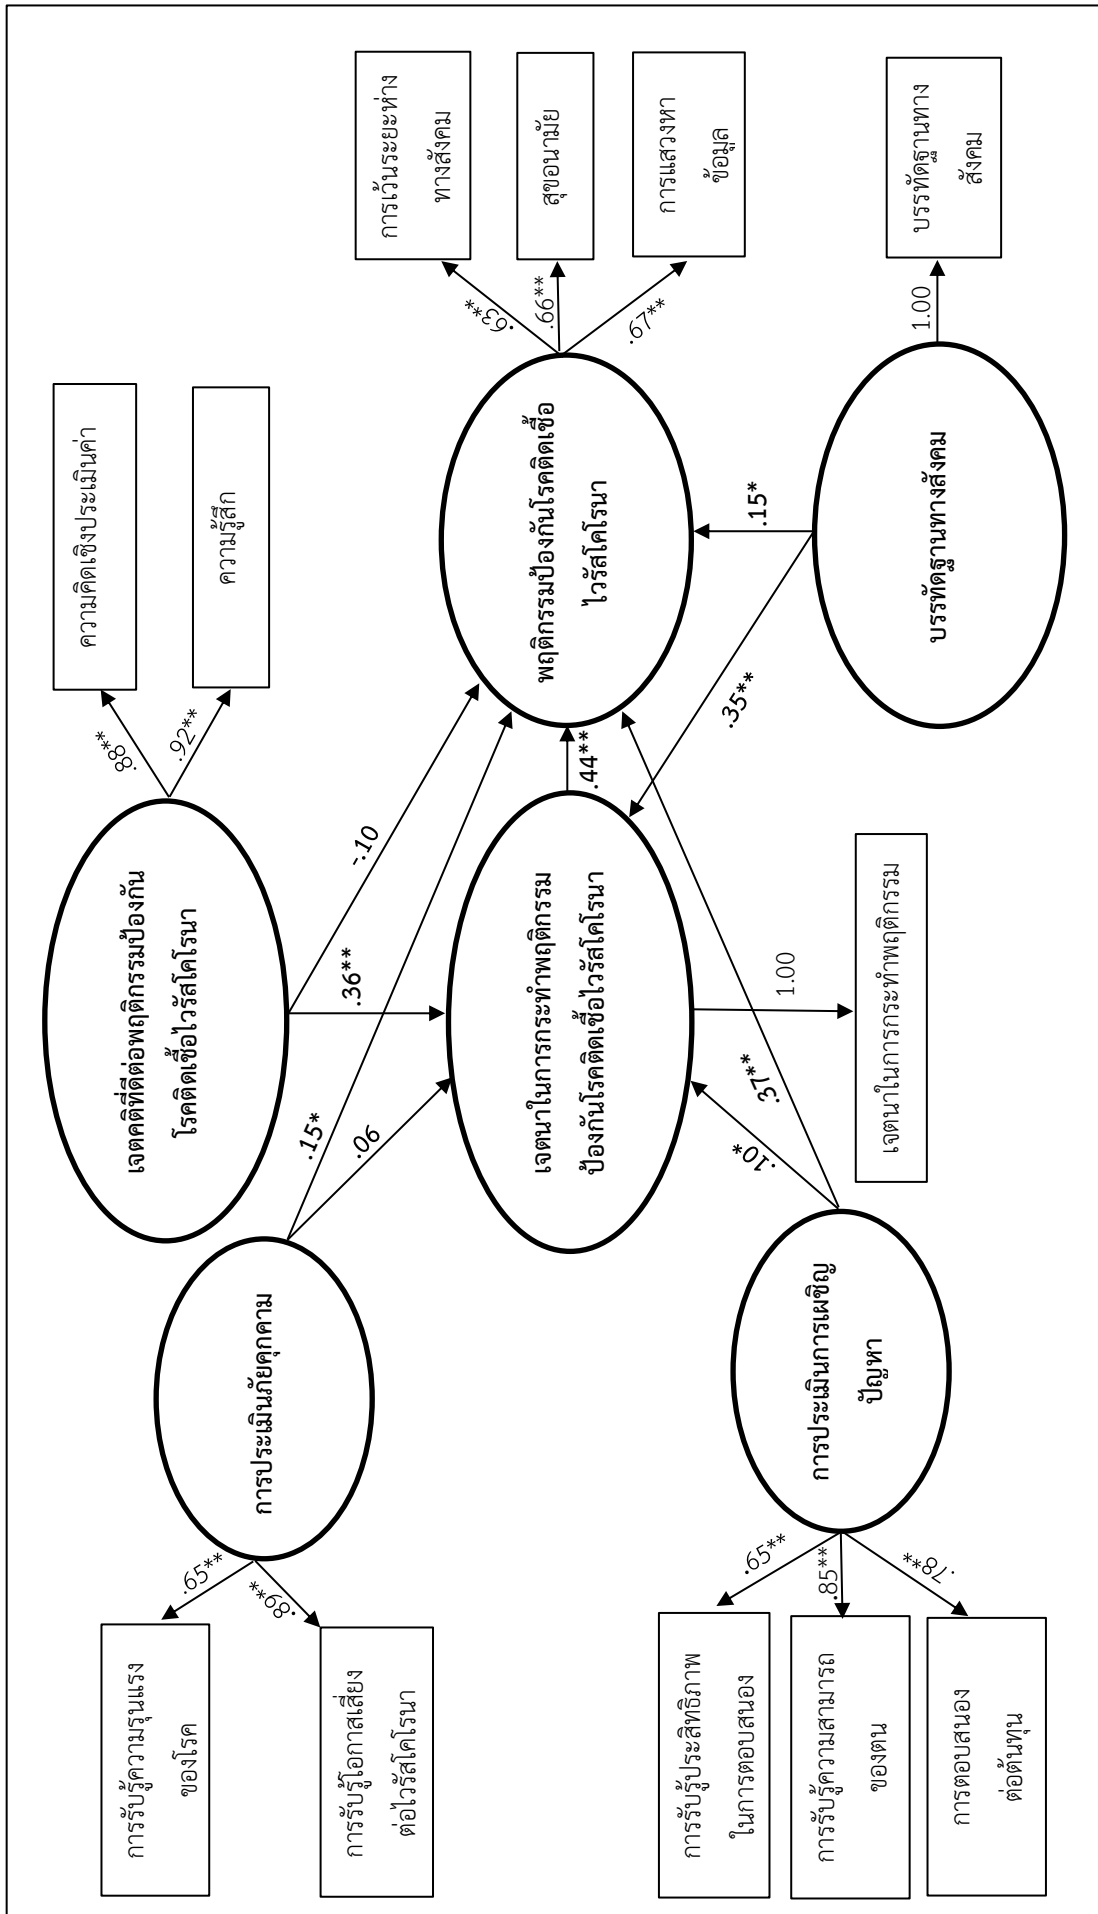 การรับรู้ความรุนแรง
ของโรค
.65**
การรับรู้โอกาสเสี่ยง
ต่อไวรัสโคโรนา
.89**
การประเมินภัยคุกคาม
.15*
.06
เจตคติที่ดีต่อพฤติกรรมป้องกัน
โรคติดเชื้อไวรัสโคโรนา
.88**
.92**
ความคิดเชิงประเมินค่า
ความรู้สึก
-.10
.36**
เจตนาในการกระทำพฤติกรรม
ป้องกันโรคติดเชื้อไวรัสโคโรนา
.44**
1.00
เจตนาในการกระทำพฤติกรรม
พฤติกรรมป้องกันโรคติดเชื้อ
ไวรัสโคโรนา
.63**
.66**
.67**
การเว้นระยะห่าง
ทางสังคม
สุขอนามัย
การแสวงหา
ข้อมูล
การรับรู้ประสิทธิภาพ
ในการตอบสนอง
.65**
การรับรู้ความสามารถ
ของตน
.85**
การตอบสนอง
ต่อต้นทุน
.78**
การประเมินการเผชิญ
ปัญหา
.10*
.37**
.35**
.15*
บรรทัดฐานทางสังคม
1.00
บรรทัดฐานทาง
สังคม